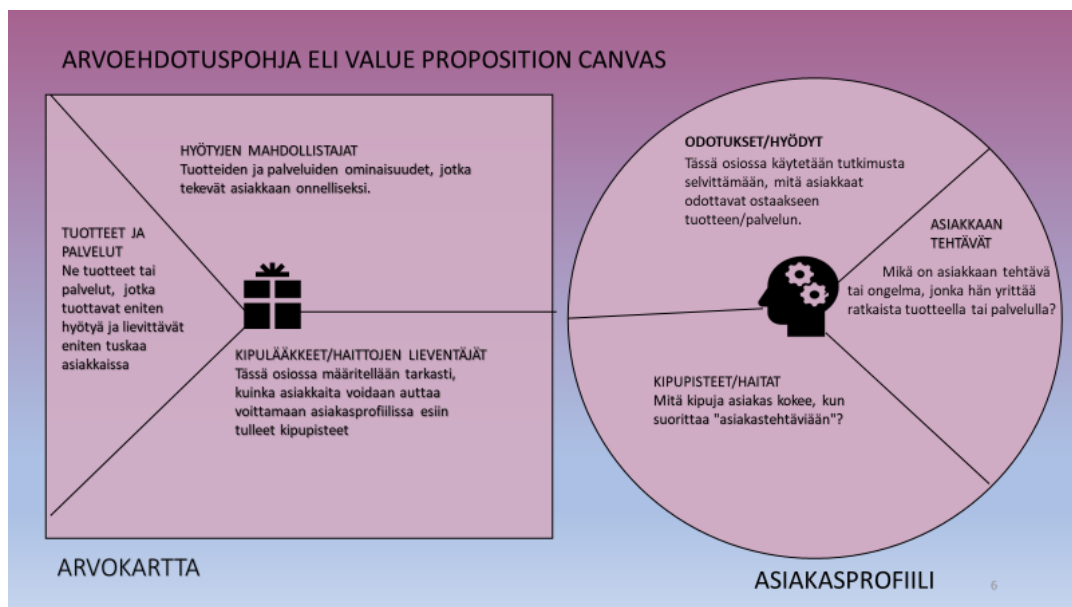 ARVOEHDOTUSPOHJA ELI VALUE PROPOSITION CANVAS
HYÖTYJEN MAHDOLLISTAJAT
Tuotteiden ja palveluiden ominaisuudet, jotka
tekevät asiakkaan onnelliseksi.
TUOTTEET JA
PALVELUT
Ne tuotteet tai
palvelut, jotka
tuottavat eniten
hyötyä ja lievittävät
eniten tuskaa
asiakkaissa
KIPULÄÄKKEET/HAITTOJEN LIEVENTÄJÄT
Tässä osiossa määritellään tarkasti,
kuinka asiakkaita voidaan auttaa
voittamaan asiakasprofiilissa esiin
tulleet kipupisteet
ARVOKARTTA
ODOTUKSET/HYÖDYT
Tässä osiossa käytetään tutkimusta
selvittämään, mitä asiakkaat
odottavat ostaakseen
tuotteen/palvelun.
ASIAKKAAN
TEHTÄVÄT
Mikä on asiakkaan tehtävä
tai ongelma, jonka hän yrittää
ratkaista tuotteella tai palvelulla?
KIPUPISTEET/HAITAT
Mitä kipuja asiakas kokee, kun
suorittaa "asiakastehtäviään"?
ASIAKASPROFIILI
6